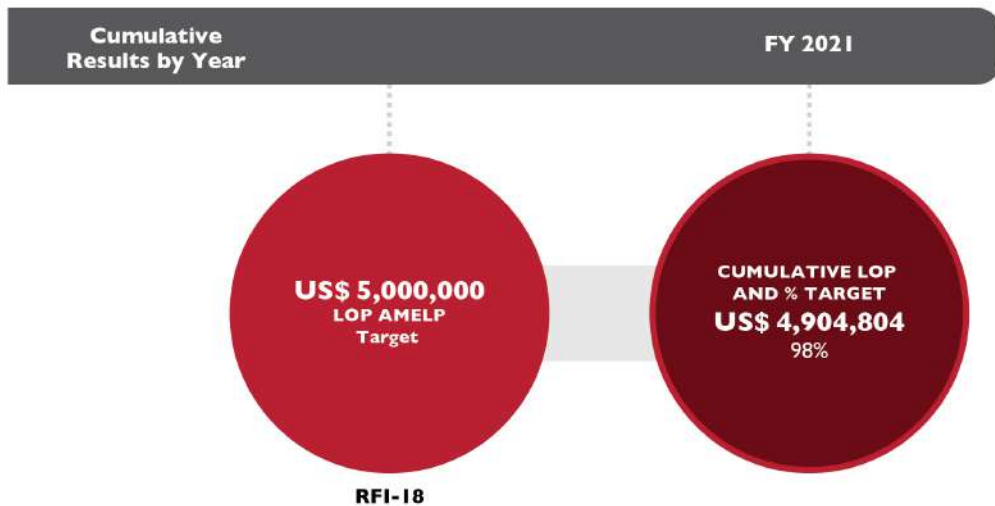 Cumulative
Results by Year
FY 2021
US$ 5,000,000
LOP AMELP
Target
CUMULATIVE LOP
AND % TARGET
US$ 4,904,804
98%
RFI-18